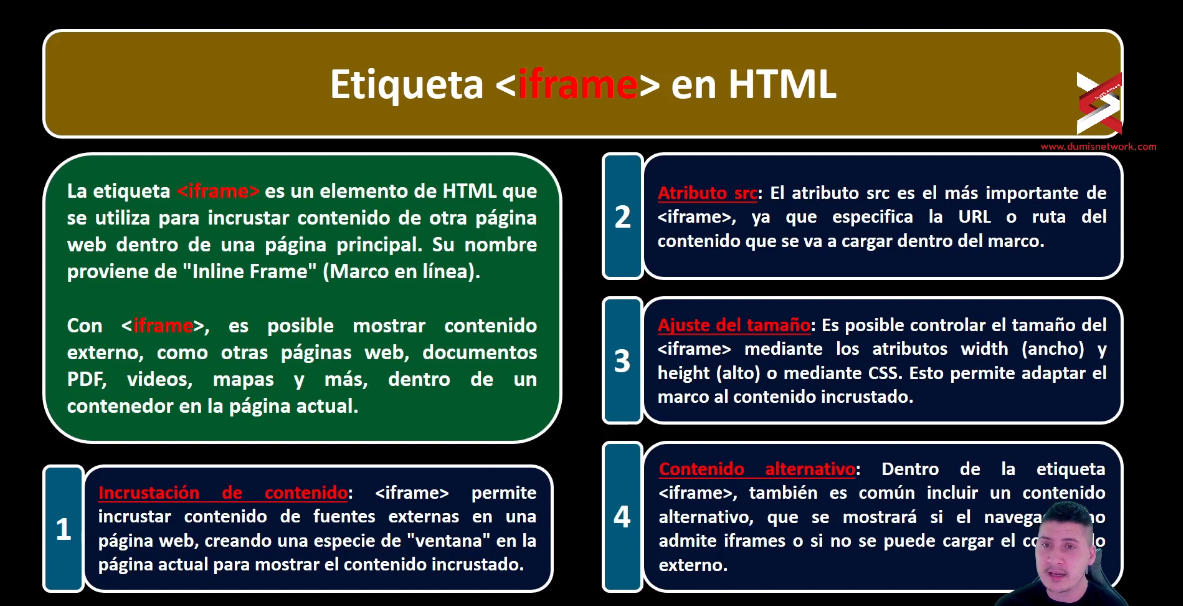 Etiqueta <iframe> en HTML
www.dumisnetwork.com
La etiqueta <iframe> es un elemento de HTML que
se utiliza para incrustar contenido de otra página
web dentro de una página principal. Su nombre
proviene de "Inline Frame" (Marco en línea).
Con <iframe>, es posible mostrar contenido
externo, como otras páginas web, documentos
PDF, videos, mapas y más, dentro de un
contenedor en la página actual.
1
Incrustación de contenido: <iframe> permite
incrustar contenido de fuentes externas en una
página web, creando una especie de "ventana" en la
página actual para mostrar el contenido incrustado.
2
Atributo src: El atributo src es el más importante de
<iframe>, ya que especifica la URL o ruta del
contenido que se va a cargar dentro del marco.
3
Ajuste del tamaño: Es posible controlar el tamaño del
<iframe> mediante los atributos width (ancho) y
height (alto) o mediante CSS. Esto permite adaptar el
marco al contenido incrustado.
4
Contenido alternativo: Dentro de la etiqueta
<iframe>, también es común incluir un contenido
alternativo, que se mostrará si el
admite iframes o si no se puede cargar el
externo.